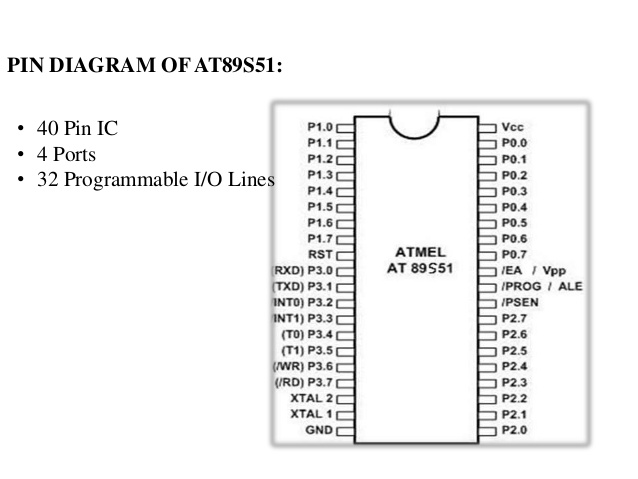 PIN DIAGRAM OF AT89S51:
• 40 Pin IC
• 4 Ports
• 32 Programmable I/O Lines
P1.0
P1.1
P1.2
P1.3
P1.4
P1.5
P1.6
P1.7
RST
(RXD) P3.0
(TXD) P3.1
INT0) P3.2
INT1) P3.3
(T0) P3.4
(T1) P3.5
(/WR) P3.6
(/RD) P3.7
XTAL 2
XTAL 1
GND
ATMEL
AT 89S51
Vcc
P0.0
P0.1
P0.2
P0.3
P0.4
P0.5
P0.6
P0.7
/EA / Vpp
/PROG / ALE
/PSEN
P2.7
P2.6
P2.5
P2.4
P2.3
P2.2
P2.1
P2.0